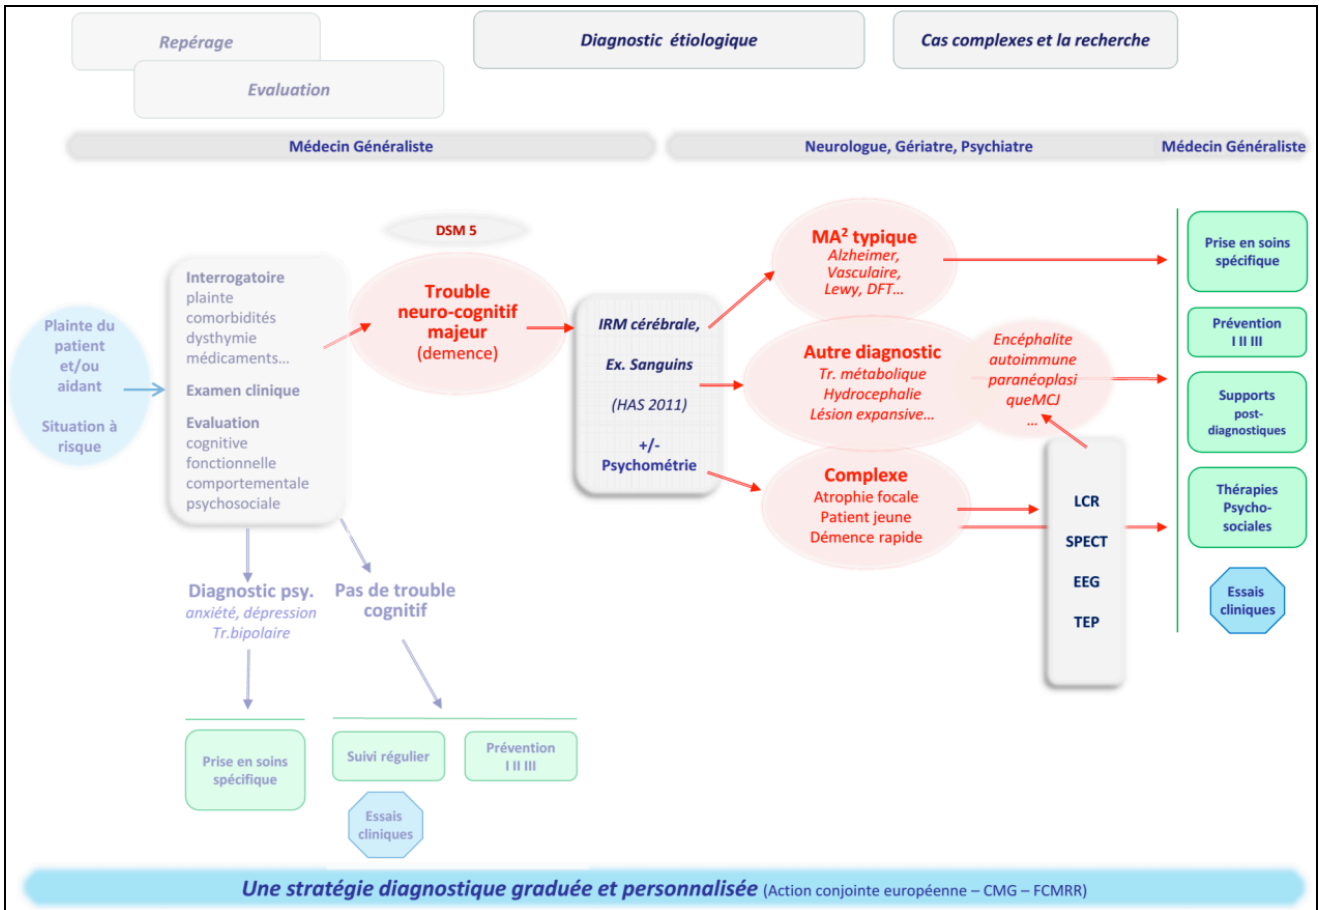 Repérage
Evaluation
Diagnostic étiologique
Cas complexes et la recherche
Médecin Généraliste
Neurologue, Gériatre, Psychiatre
Médecin Généraliste
Plainte du
patient
et/ou
aidant
Situation à
risque
Interrogatoire
plainte
comorbidités
dysthymie
médicaments…
Examen clinique
Evaluation
cognitive
fonctionnelle
comportementale
psychosociale
DSM 5
Trouble
neuro-cognitif
majeur
(demence)
IRM cérébrale,
Ex. Sanguins
(HAS 2011)
+/-
Psychométrie
MA² typique
Alzheimer,
Vasculaire,
Lewy, DFT…
Autre diagnostic
Tr. métabolique
Hydrocephalie
Lésion expansive…
Encéphalite
autoimmune
paranéoplasi
queMCJ
…
Complexe
Atrophie focale
Patient jeune
Démence rapide
LCR
SPECT
EEG
TEP
Prise en soins
spécifique
Prévention
I II III
Supports
post-
diagnostiques
Thérapies
Psycho-
sociales
Essais
cliniques
Diagnostic psy.
anxiété, dépression
Tr.bipolaire
Pas de trouble
cognitif
Prise en soins
spécifique
Suivi régulier
Prévention
I II III
Essais
cliniques
Une stratégie diagnostique graduée et personnalisée (Action conjointe européenne – CMG – FCMRR)